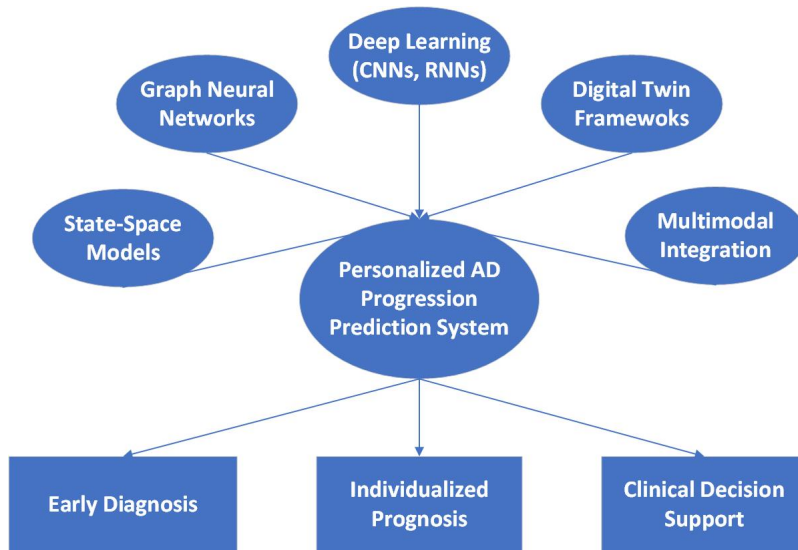 Deep Learning
(CNNs, RNNs)
Graph Neural
Networks
Digital Twin
Framewoks
State-Space
Models
Multimodal
Integration
Personalized AD
Progression
Prediction System
Early Diagnosis
Individualized
Prognosis
Clinical Decision
Support